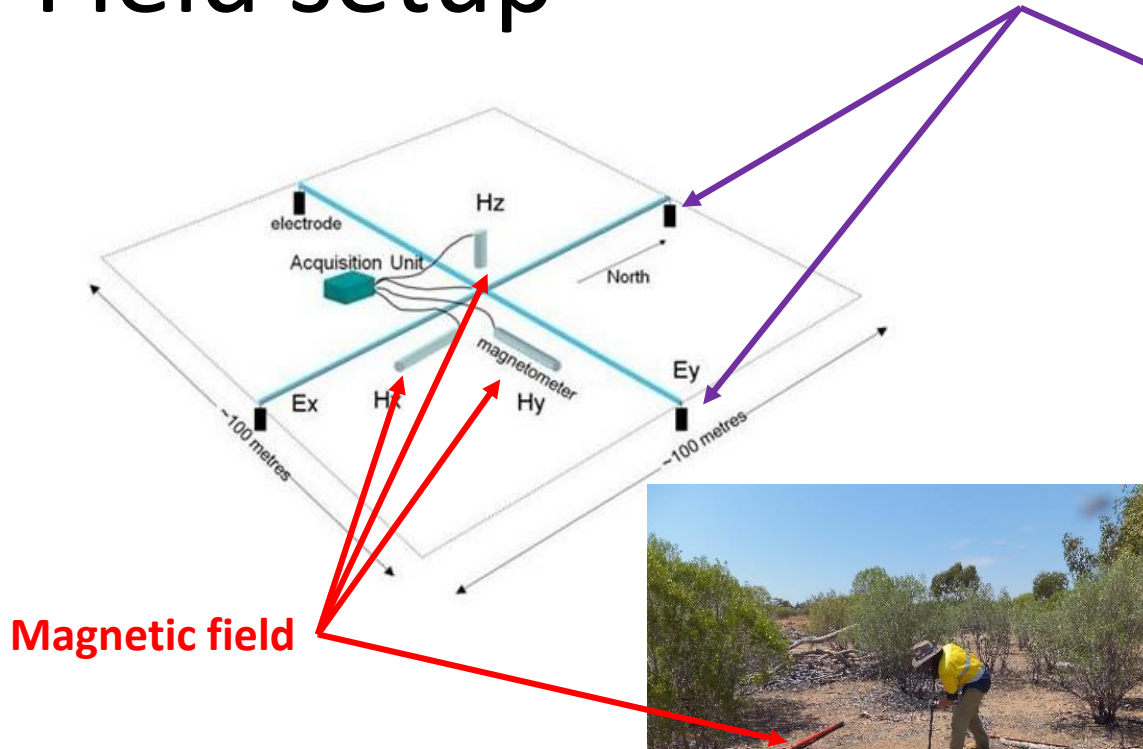 Field setup
Hz
electrode
Acquisition Unit
North
magnetometer
Ey
Ex
Hx
Hy
~100 metres
~100 metres
Magnetic field